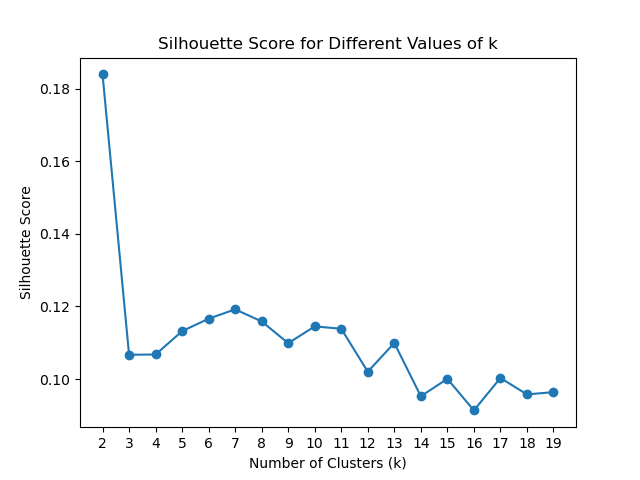 Silhouette Score for Different Values of k
0.18
0.16
0.14
0.12
0.10
Silhouette Score
2 3 4 5 6 7 8 9 10 11 12 13 14 15 16 17 18 19
Number of Clusters (k)